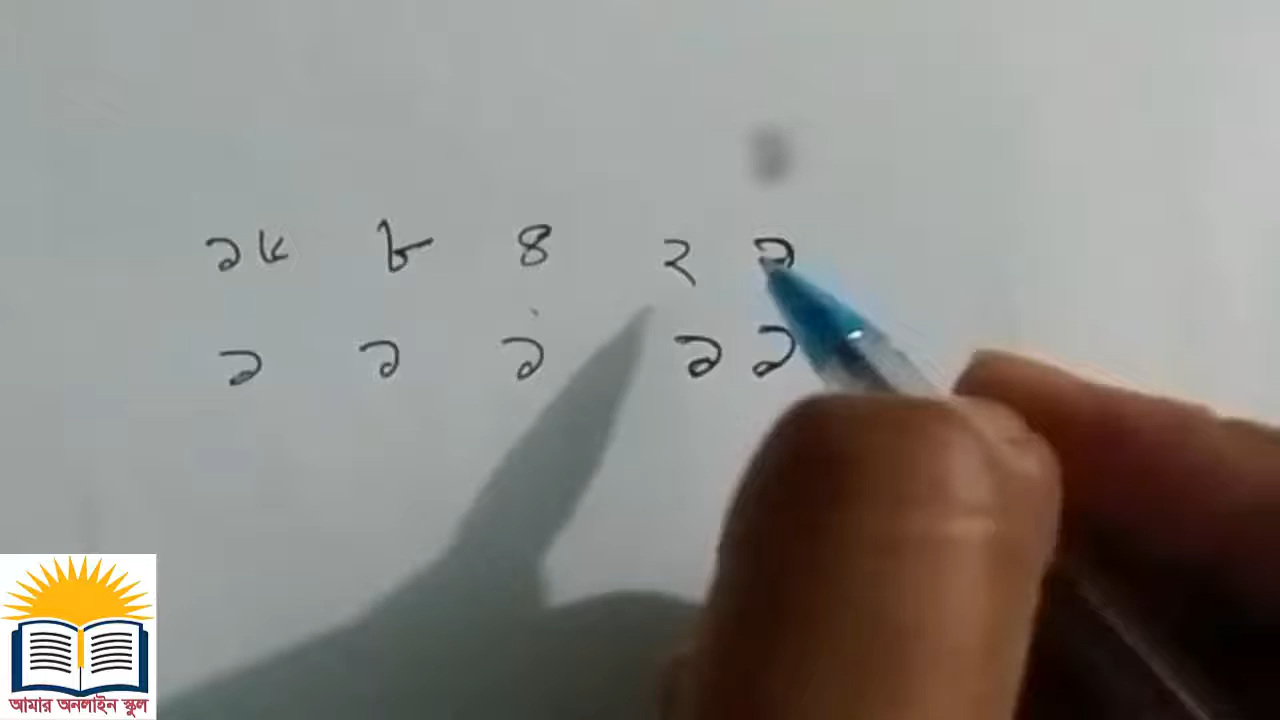 ১৬ ৮ ৪ ২ ১
১ ১ ১ ১ ১
আমার অনলাইন স্কুল